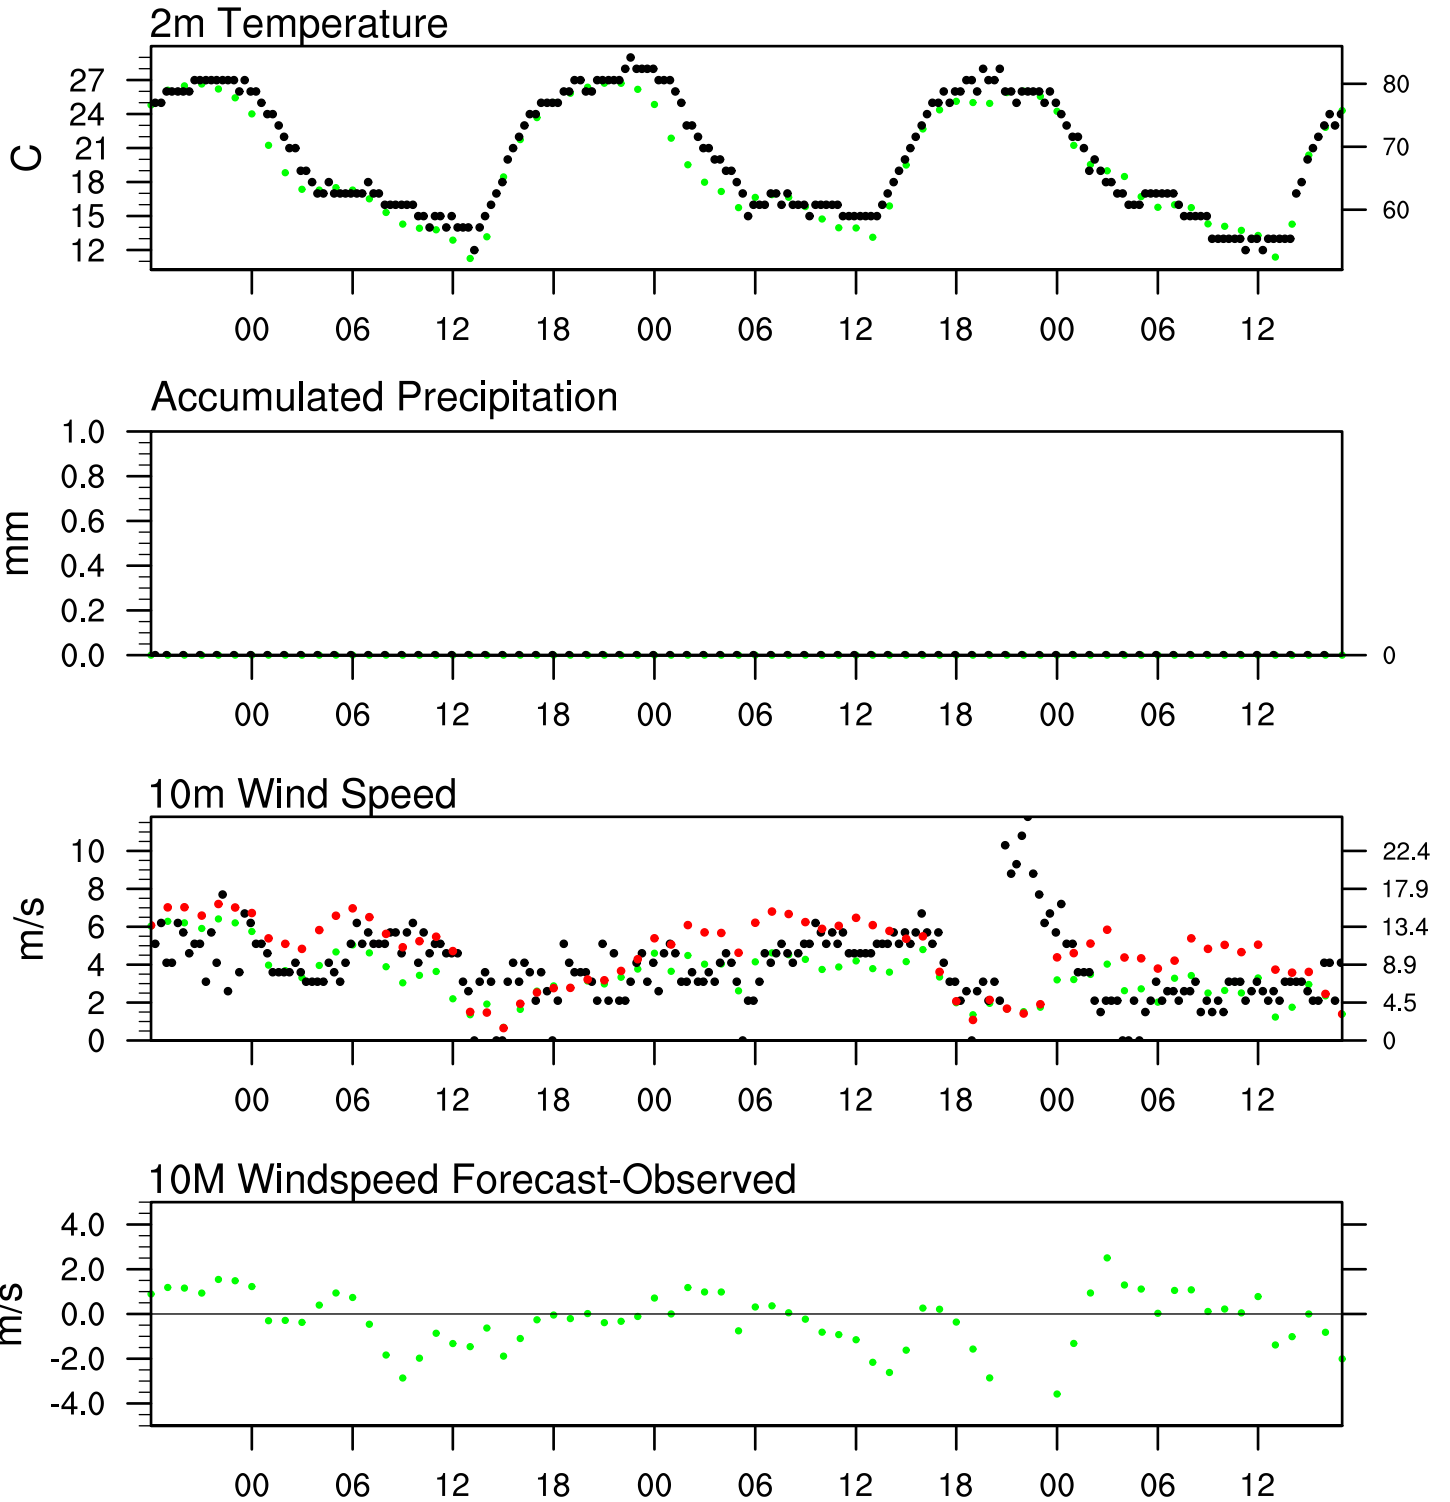 2m Temperature
C
27
24
21
18
15
12
80
70
60
00 06 12 18 00 06 12 18 00 06 12
Accumulated Precipitation
mm
1.0
0.8
0.6
0.4
0.2
0.0
0
00 06 12 18 00 06 12 18 00 06 12
10m Wind Speed
m/s
10
8
6
4
2
0
22.4
17.9
13.4
8.9
4.5
0
00 06 12 18 00 06 12 18 00 06 12
10M Windspeed Forecast-Observed
m/s
4.0
2.0
0.0
-2.0
-4.0
00 06 12 18 00 06 12 18 00 06 12